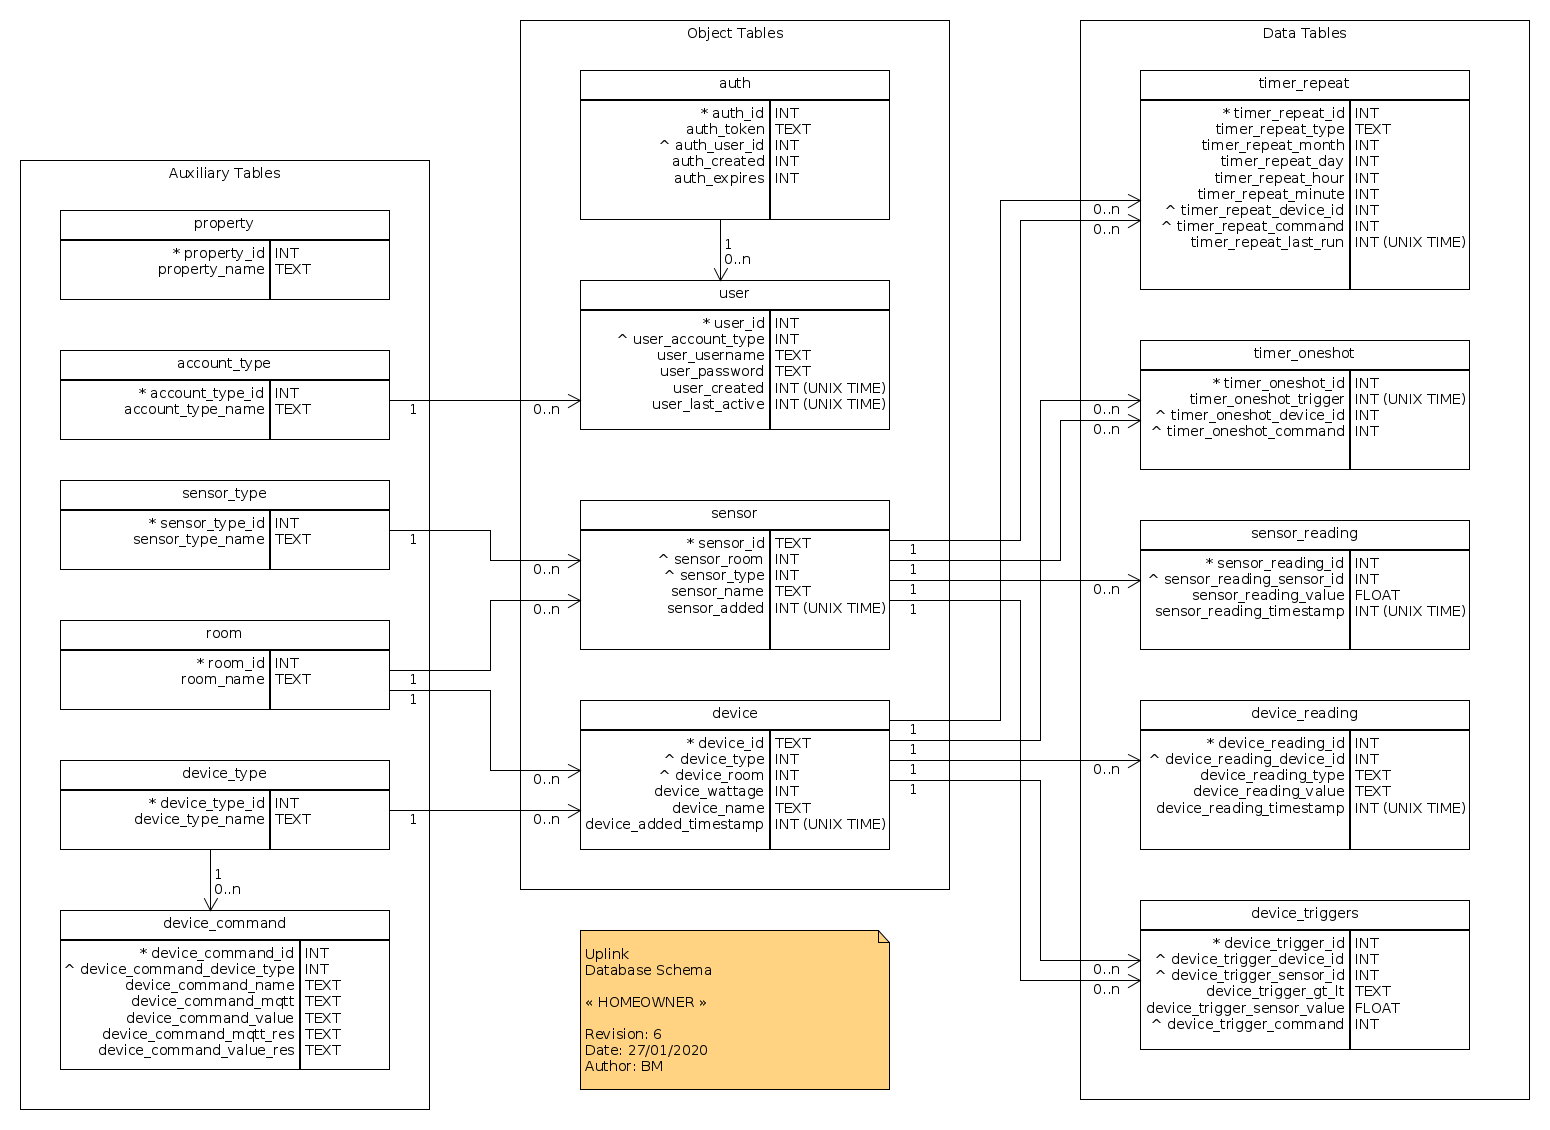 Auxiliary Tables
property
* property_id INT
property_name TEXT
account_type
* account_type_id INT
account_type_name TEXT
1
0..n
sensor_type
* sensor_type_id INT
sensor_type_name TEXT
1
0..n
room
* room_id INT
room_name TEXT
1
0..n
1
0..n
device_type
* device_type_id INT
device_type_name TEXT
1
0..n
1
0..n
device_command
* device_command_id INT
^ device_command_device_type INT
device_command_name TEXT
device_command_mqtt TEXT
device_command_value TEXT
device_command_mqtt_res TEXT
device_command_value_res TEXT
Object Tables
auth
* auth_id INT
auth_token TEXT
^ auth_user_id INT
auth_created INT
auth_expires INT
1
0..n
user
* user_id INT
^ user_account_type INT
user_username TEXT
user_password TEXT
user_created INT (UNIX TIME)
user_last_active INT (UNIX TIME)
sensor
* sensor_id TEXT
^ sensor_room INT
^ sensor_type INT
sensor_name TEXT
sensor_added INT (UNIX TIME)
1
1
1
1
device
* device_id TEXT
^ device_type INT
^ device_room INT
device_wattage INT
device_name TEXT
device_added_timestamp INT (UNIX TIME)
1
1
1
1
Uplink
Database Schema
« HOMEOWNER »
Revision: 6
Date: 27/01/2020
Author: BM
Data Tables
timer_repeat
* timer_repeat_id INT
timer_repeat_type TEXT
timer_repeat_month INT
timer_repeat_day INT
timer_repeat_hour INT
timer_repeat_minute INT
^ timer_repeat_device_id INT
^ timer_repeat_command INT
timer_repeat_last_run INT (UNIX TIME)
0..n
0..n
timer_oneshot
* timer_oneshot_id INT
timer_oneshot_trigger INT (UNIX TIME)
^ timer_oneshot_device_id INT
^ timer_oneshot_command INT
0..n
0..n
sensor_reading
* sensor_reading_id INT
^ sensor_reading_sensor_id INT
sensor_reading_value FLOAT
sensor_reading_timestamp INT (UNIX TIME)
0..n
device_reading
* device_reading_id INT
^ device_reading_device_id INT
device_reading_type TEXT
device_reading_value TEXT
device_reading_timestamp INT (UNIX TIME)
0..n
device_triggers
* device_trigger_id INT
^ device_trigger_device_id INT
^ device_trigger_sensor_id INT
device_trigger_gt_lt TEXT
device_trigger_sensor_value FLOAT
^ device_trigger_command INT
0..n
0..n